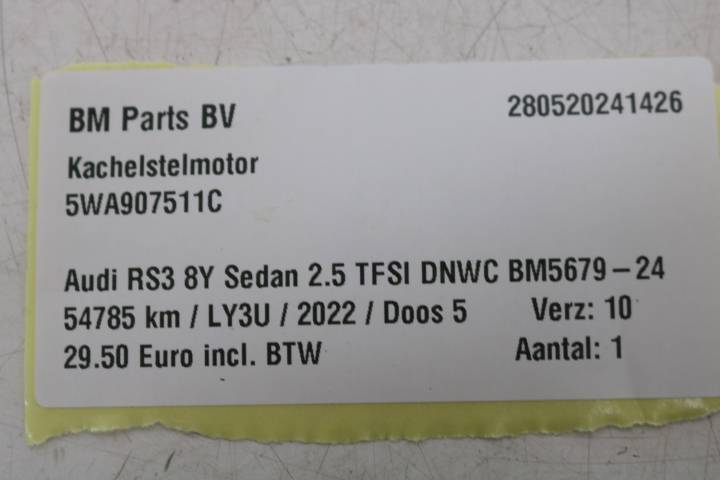 BM Parts BV 280520241426
Kachelstelmotor
5WA907511C
Audi RS3 8Y Sedan 2.5 TFSI DNWC BM5679-24
54785 km / LY3U / 2022 / Doos 5 Verz: 10
29.50 Euro incl. BTW Aantal: 1